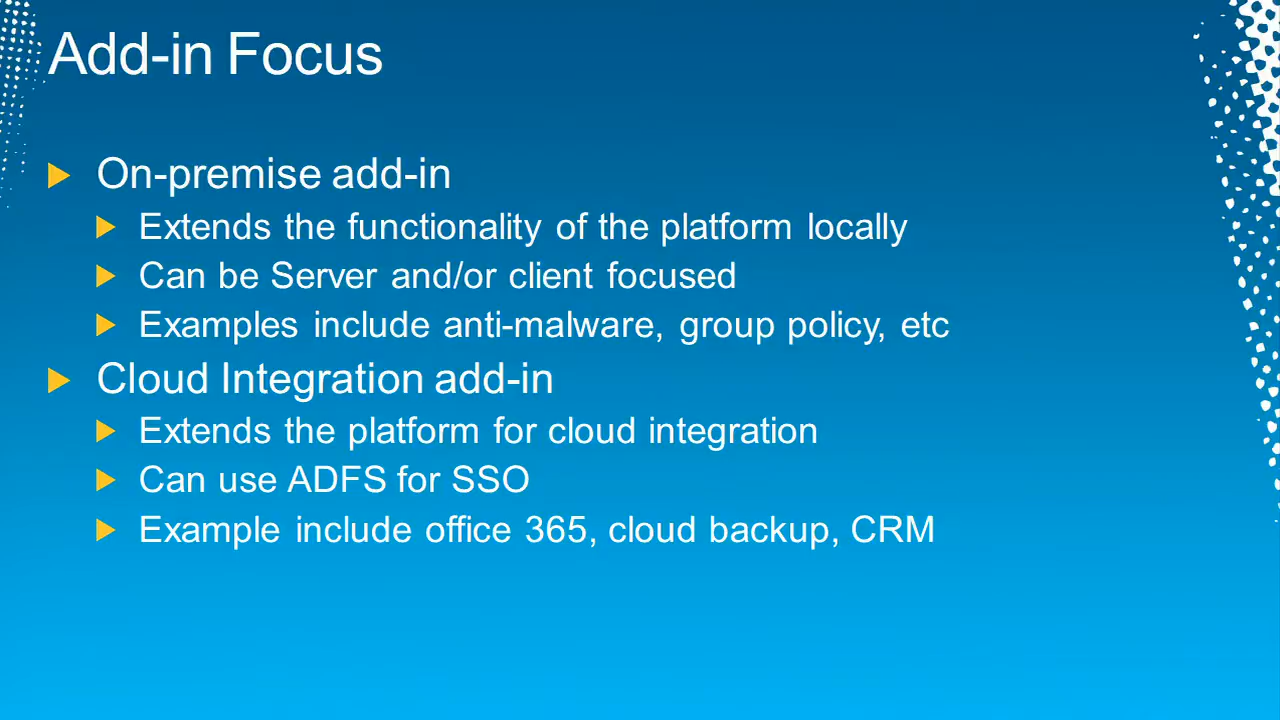 Add-in Focus
On-premise add-in
Extends the functionality of the platform locally
Can be Server and/or client focused
Examples include anti-malware, group policy, etc
Cloud Integration add-in
Extends the platform for cloud integration
Can use ADFS for SSO
Example include office 365, cloud backup, CRM